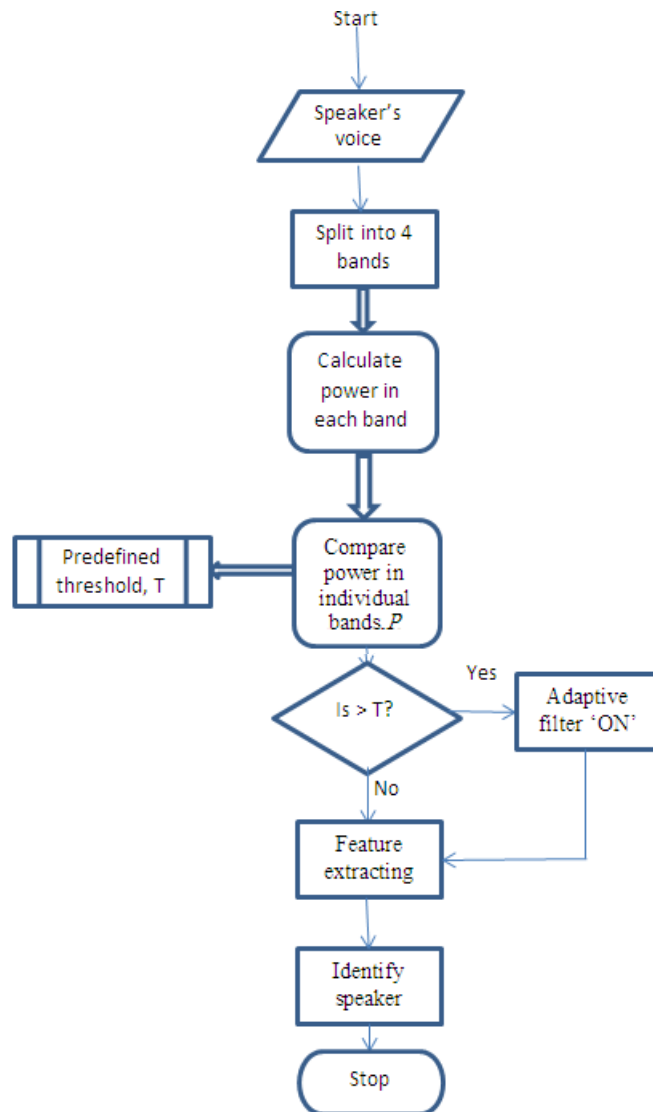 Start
Speaker's
voice
Split into 4
bands
Calculate
power in
each band
Predefined
threshold, T
Compare
power in
individual
bands.P
Is > T?
Yes
Adaptive
filter ‘ON’
No
Feature
extracting
Identify
speaker
Stop